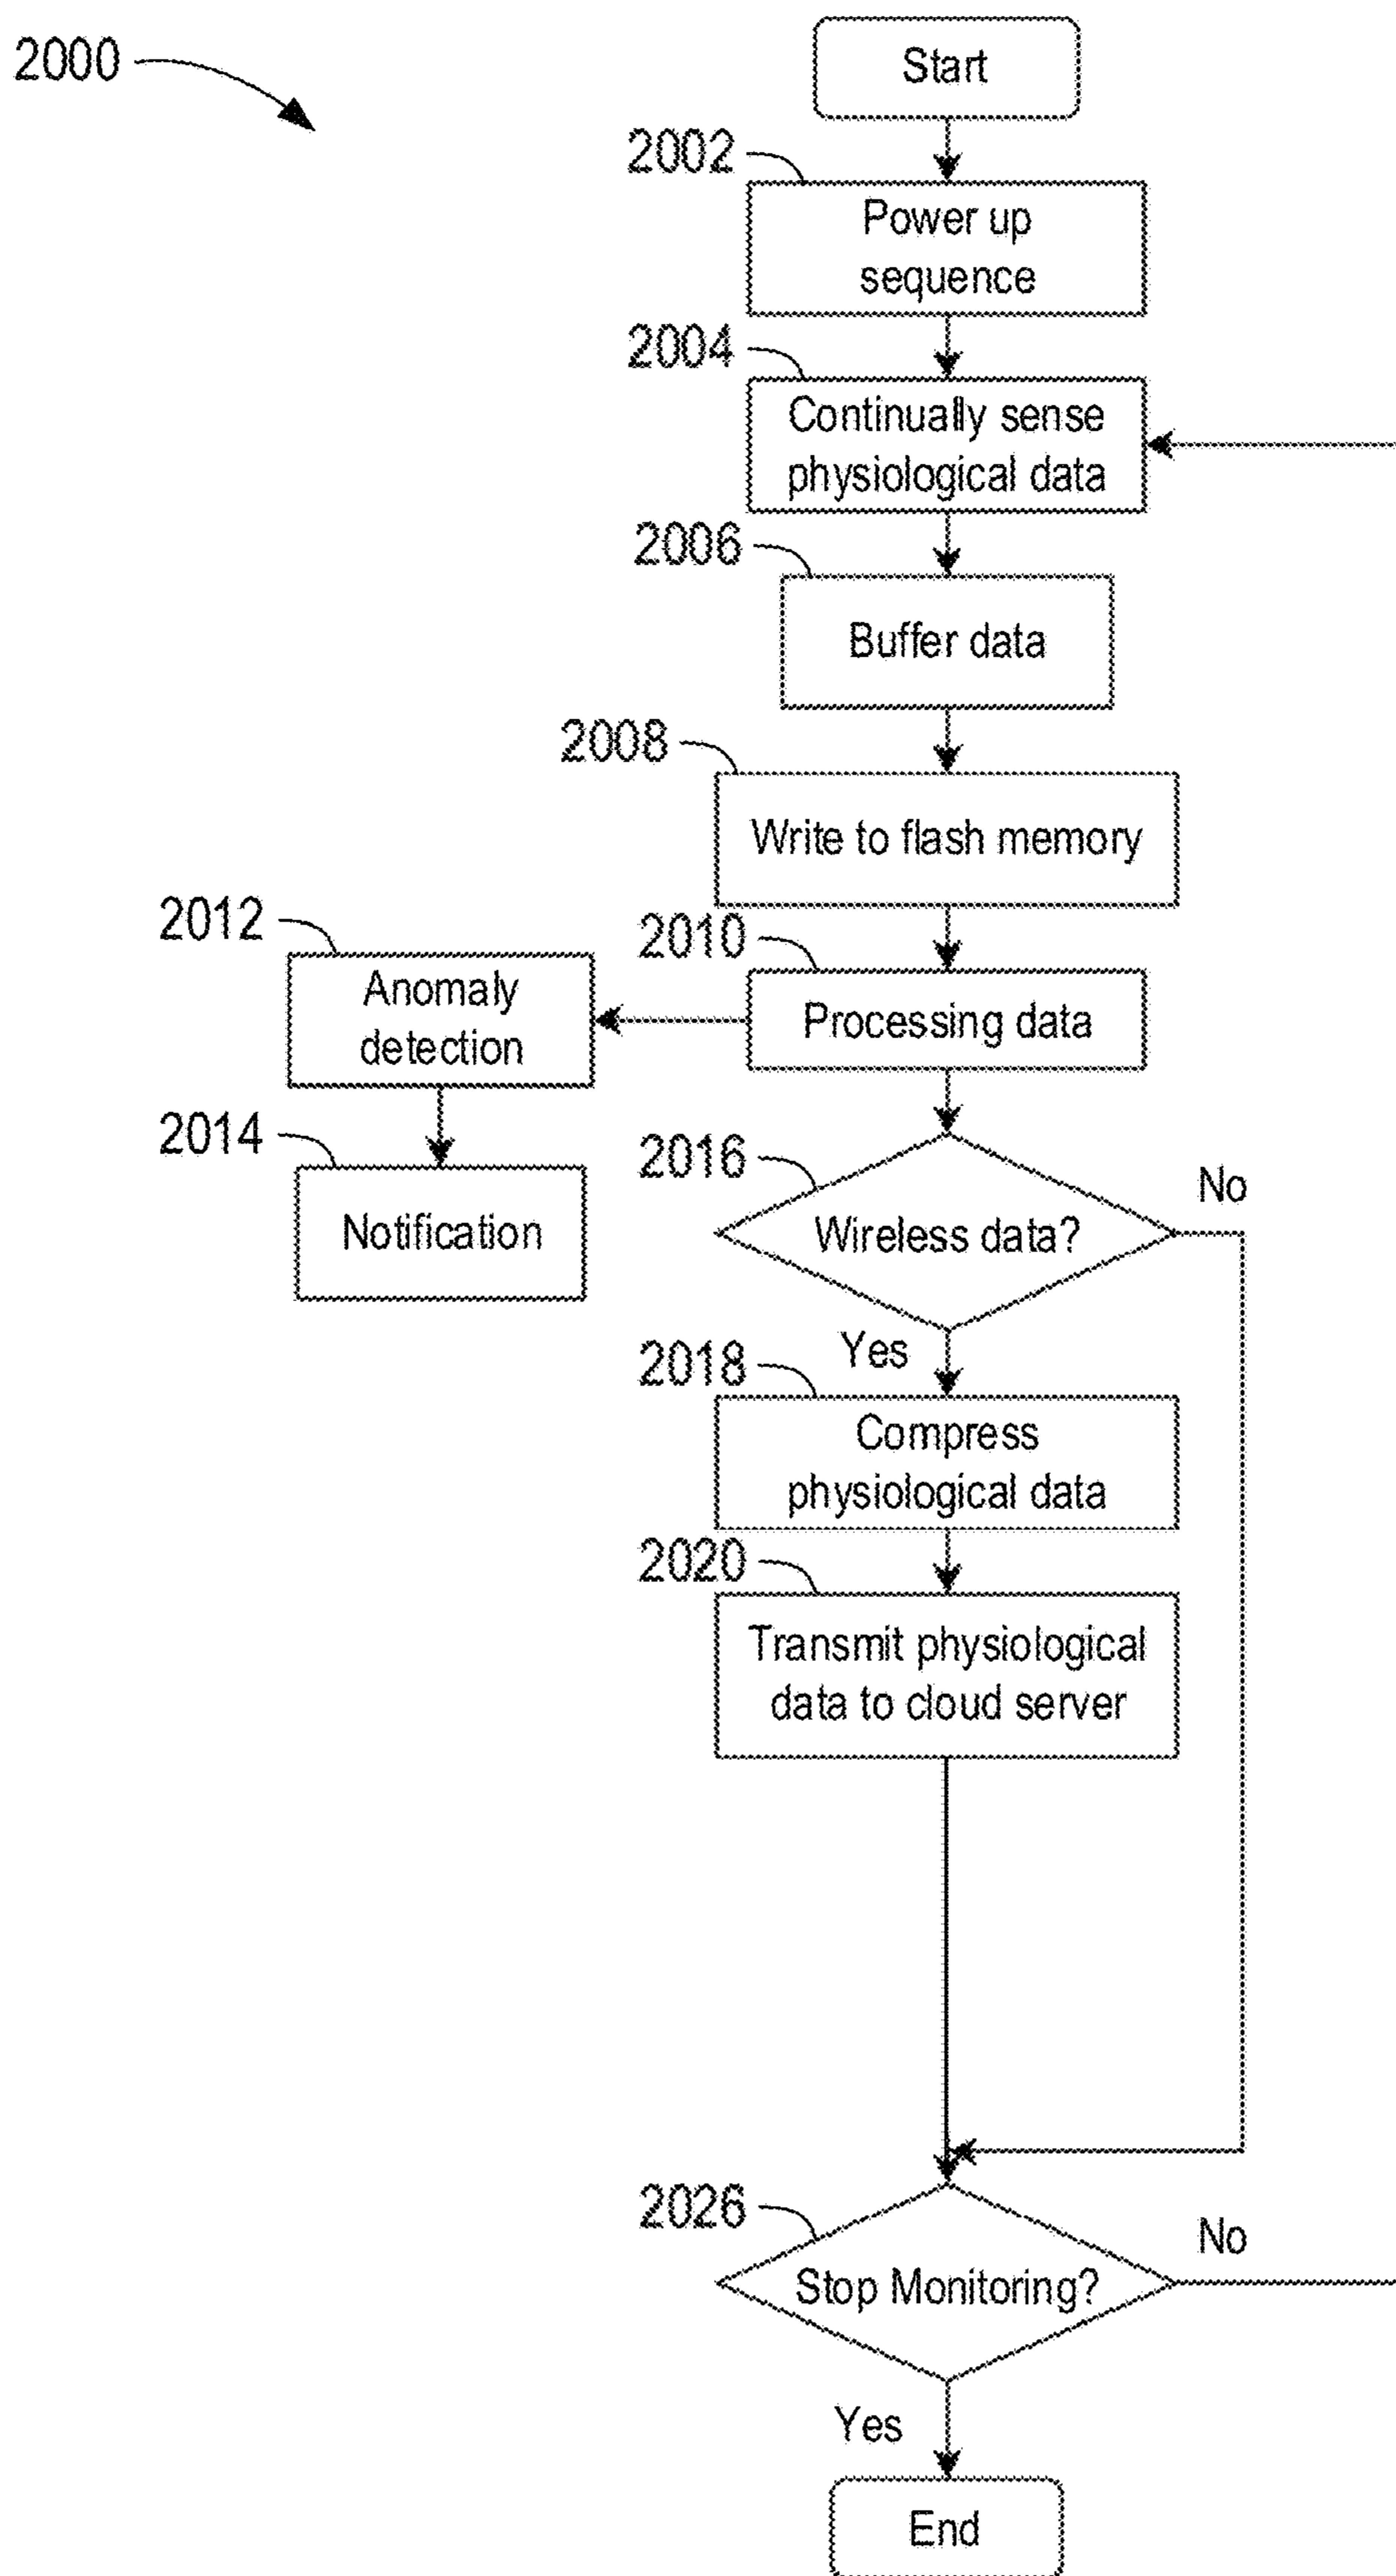 2000
Start
2002
Power up
sequence
2004
Continually sense
physiological data
2006
Buffer data
2008
Write to flash memory
2012
Anomaly
detection
2010
Processing data
2014
Notification
2016
Wireless data?
No
Yes
2018
Compress
physiological data
2020
Transmit physiological
data to cloud server
2026
Stop Monitoring?
No
Yes
End